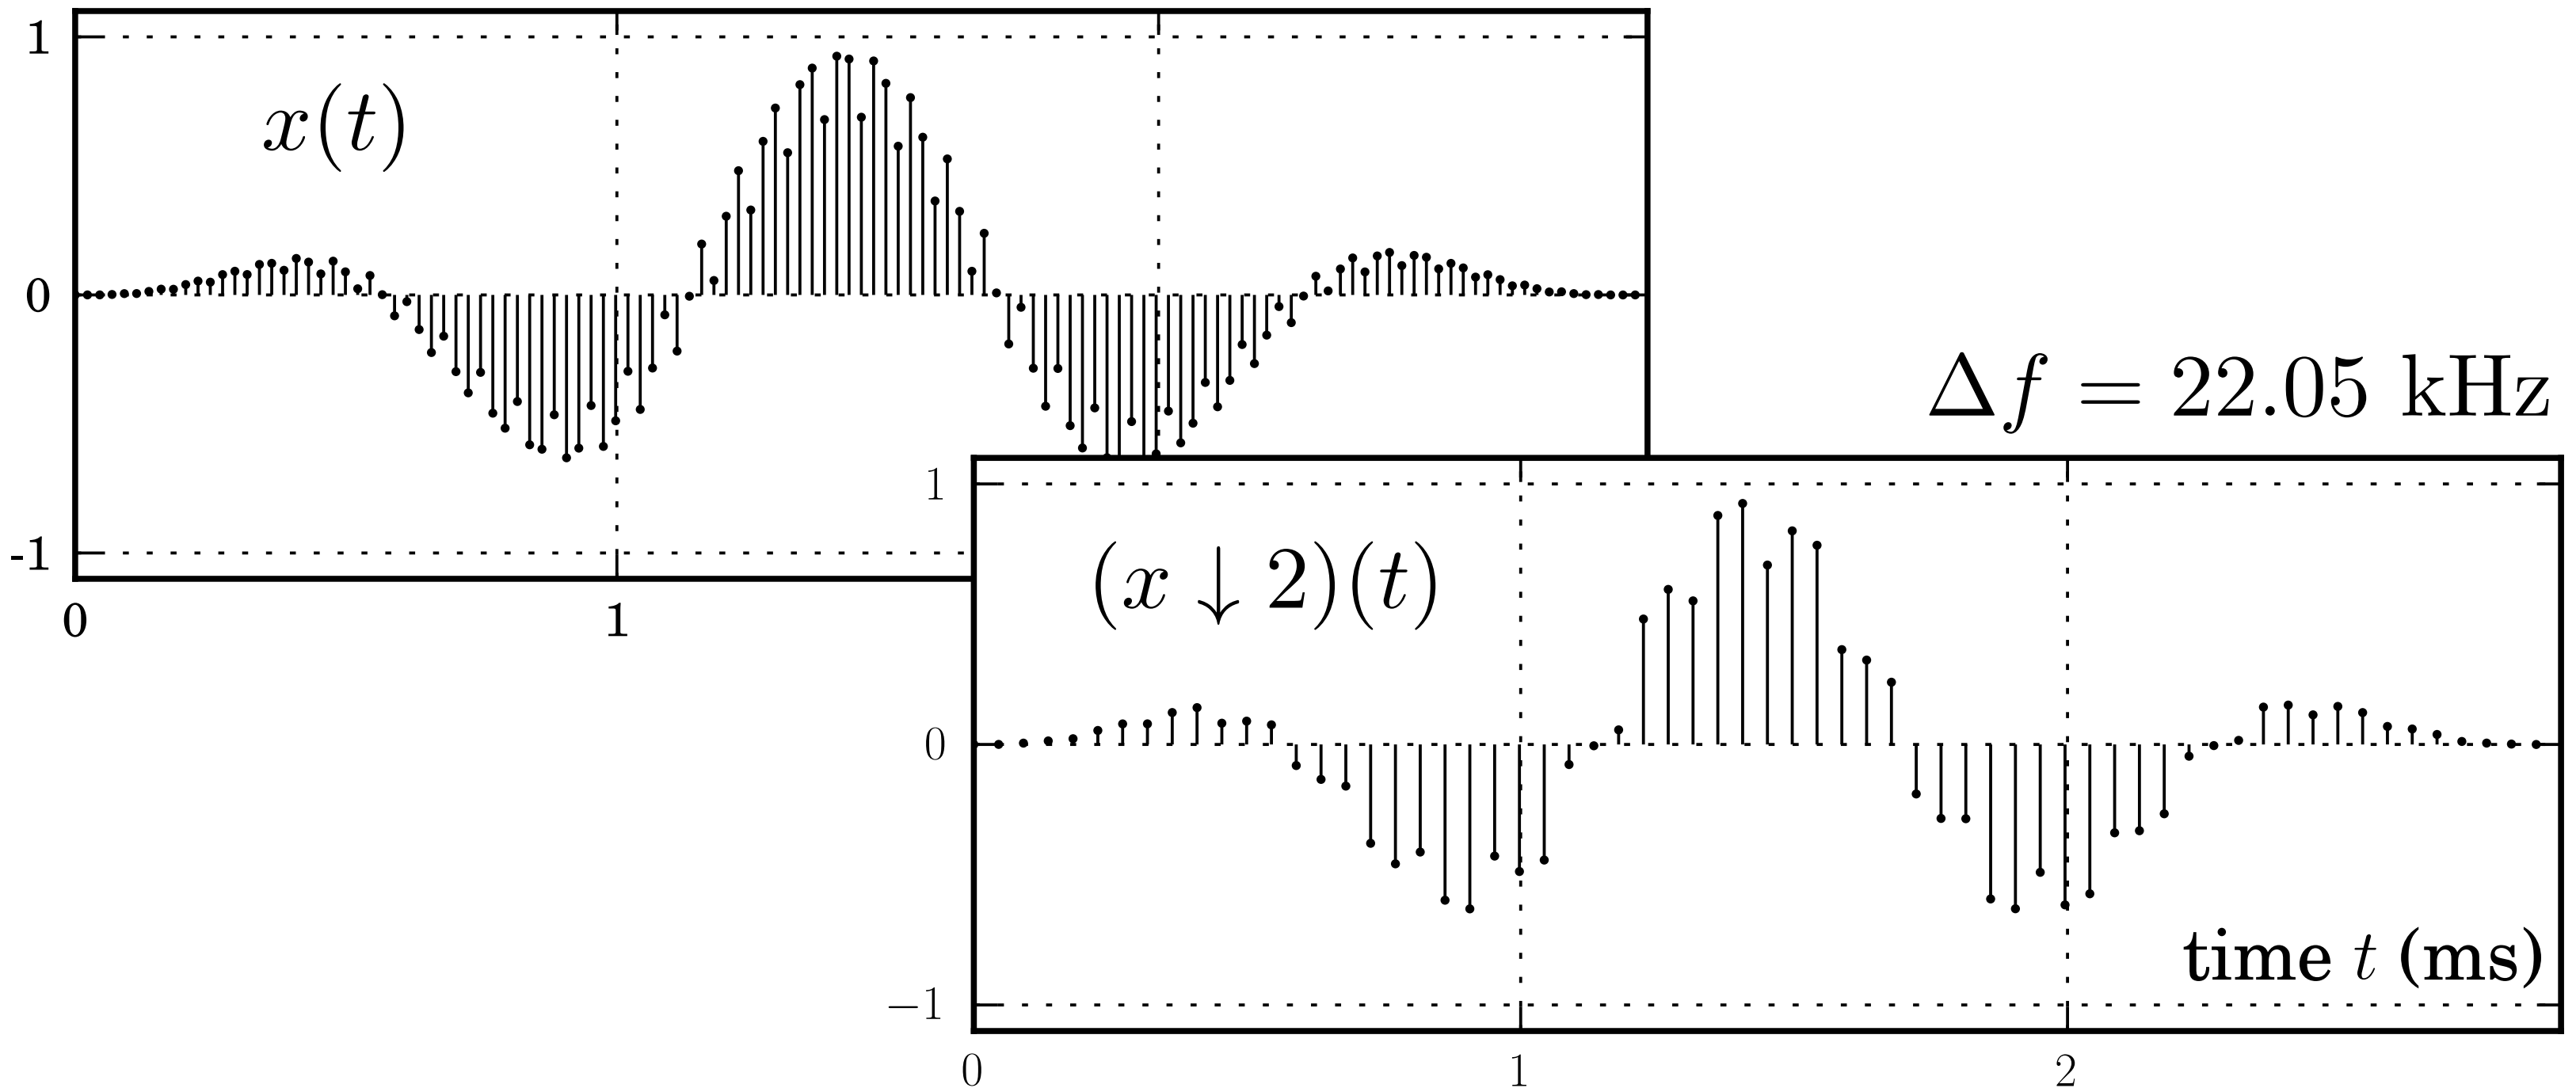 1
x(t)
0
-1
0 1
Δf = 22.05 kHz
1
(x ↓ 2)(t)
0
time t (ms)
−1
0 1 2